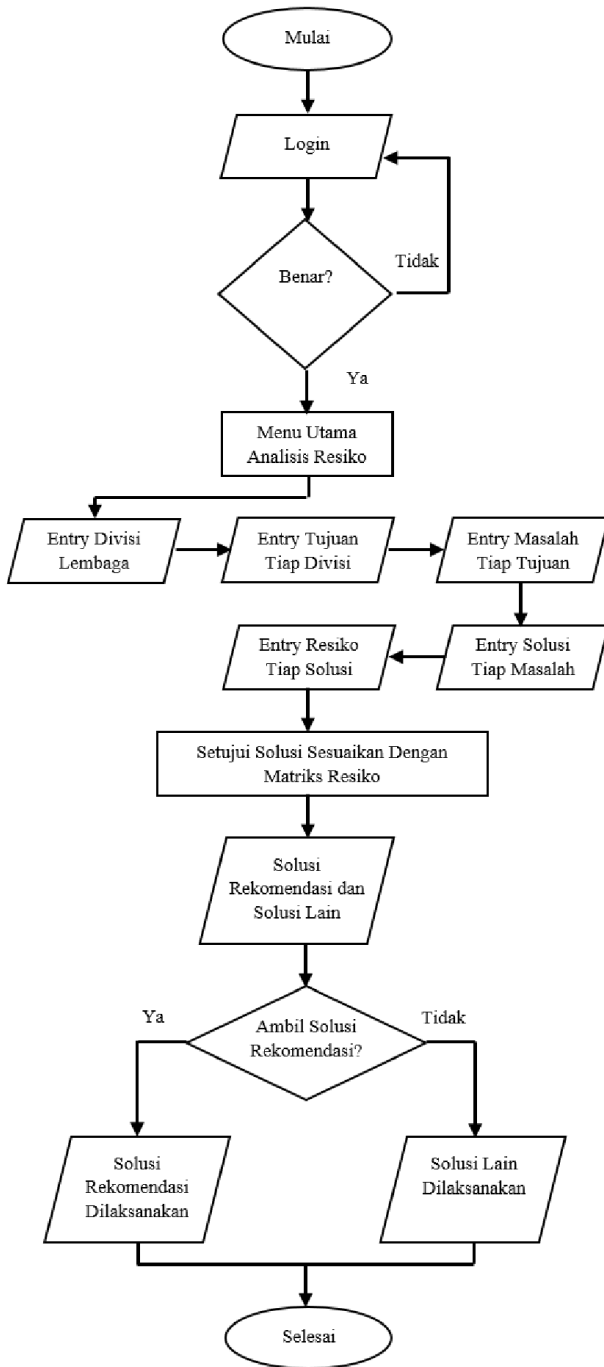 Mulai
Login
Benar?
Tidak
Ya
Menu Utama
Analisis Resiko
Entry Divisi
Lembaga
Entry Tujuan
Tiap Divisi
Entry Masalah
Tiap Tujuan
Entry Solusi
Tiap Masalah
Entry Resiko
Tiap Solusi
Setujui Solusi Sesuaikan Dengan
Matriks Resiko
Solusi
Rekomendasi dan
Solusi Lain
Ambil Solusi
Rekomendasi?
Ya
Tidak
Solusi
Rekomendasi
Dilaksanakan
Solusi Lain
Dilaksanakan
Selesai